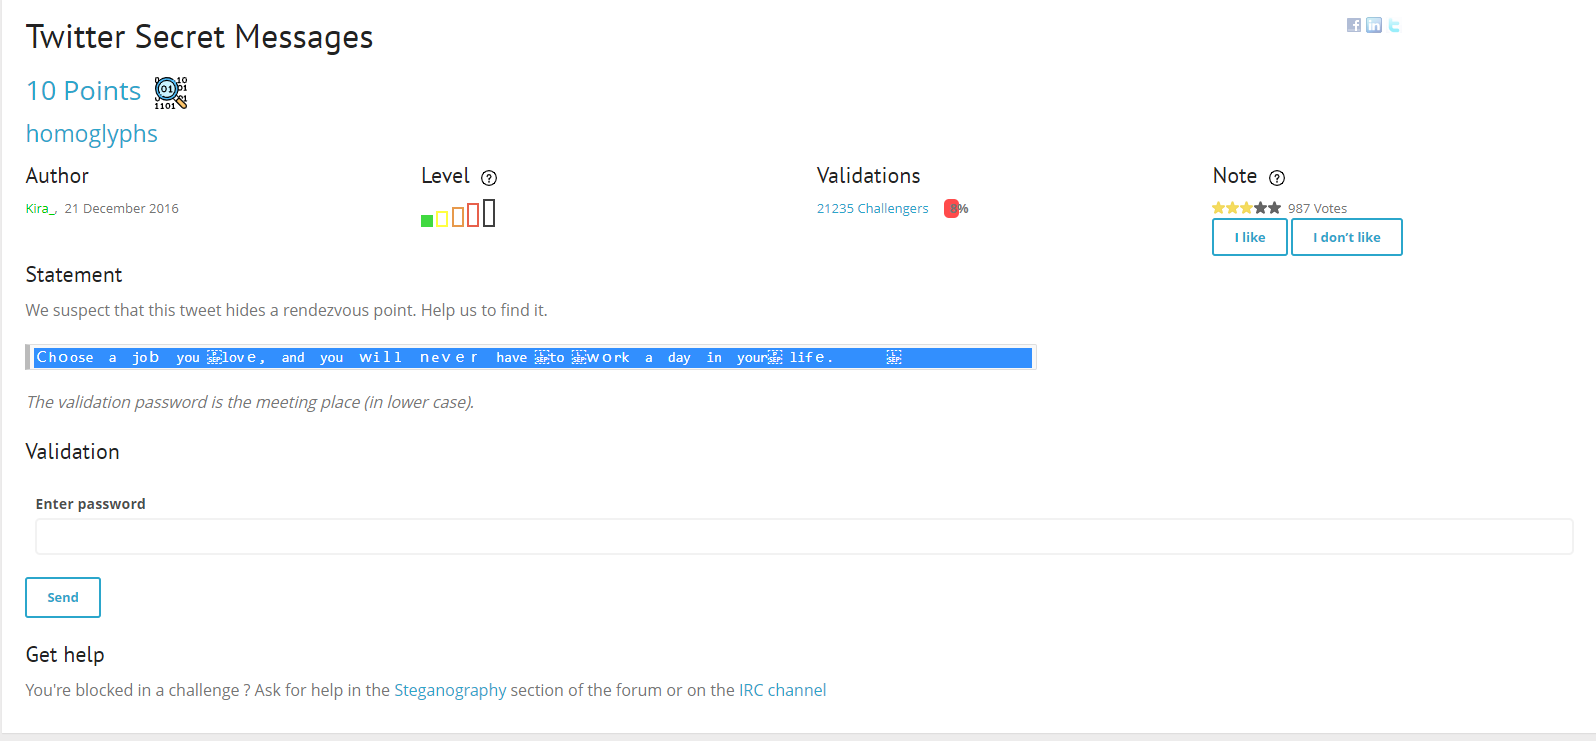 Twitter Secret Messages
10 Points
homoglyphs
Author Level Validations Note
Kira_, 21 December 2016 21235 Challengers 8% 987 Votes
I like I don't like
Statement
We suspect that this tweet hides a rendezvous point. Help us to find it.
Choose a job you love, and you will never have to work a day in your life.
The validation password is the meeting place (in lower case).
Validation
Enter password
Send
Get help
You're blocked in a challenge ? Ask for help in the Steganography section of the forum or on the IRC channel